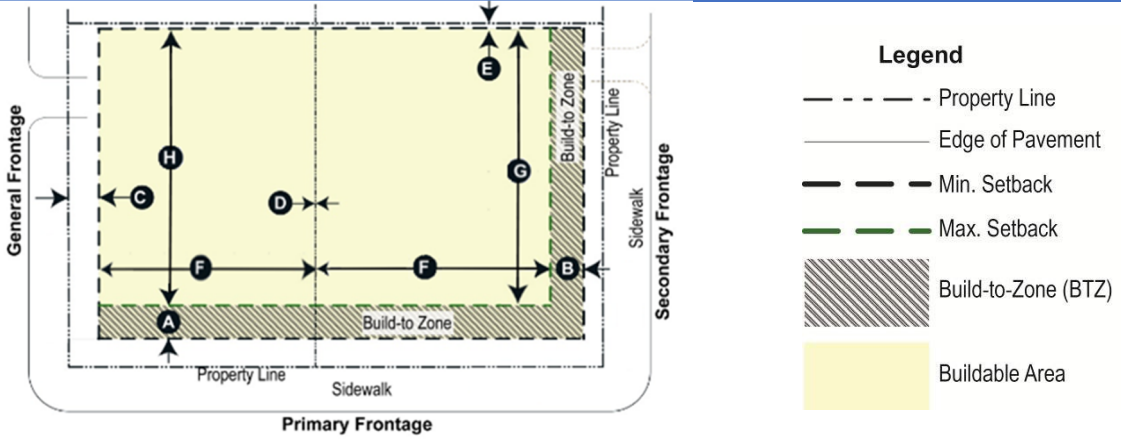 E
Build-to Zone
Property Line
H
G
C
D
General Frontage
Sidewalk
Secondary Frontage
F
F
B
A
Build-to Zone
Property Line
Sidewalk
Primary Frontage
Legend
Property Line
Edge of Pavement
Min. Setback
Max. Setback
Build-to-Zone (BTZ)
Buildable Area